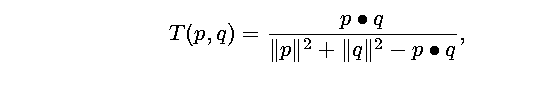 T(p, q) = \frac{p \bullet q}{\|p\|^2 + \|q\|^2 - p \bullet q},